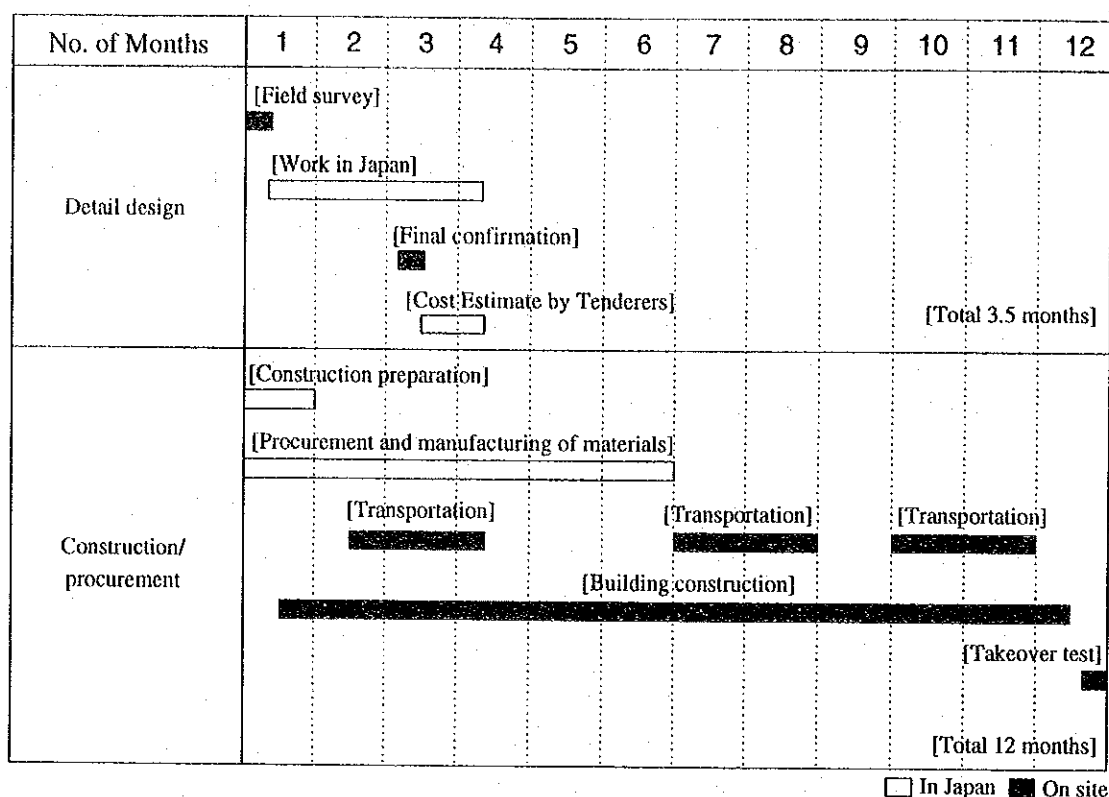 No. of Months 1 2 3 4 5 6 7 8 9 10 11 12
[Field survey]
[Work in Japan]
Detail design
[Final confirmation]
[Cost Estimate by Tenderers]
[Total 3.5 months]
[Construction preparation]
[Procurement and manufacturing of materials]
[Transportation] [Transportation] [Transportation]
Construction/
procurement
[Building construction]
[Takeover test]
[Total 12 months]
In Japan On site